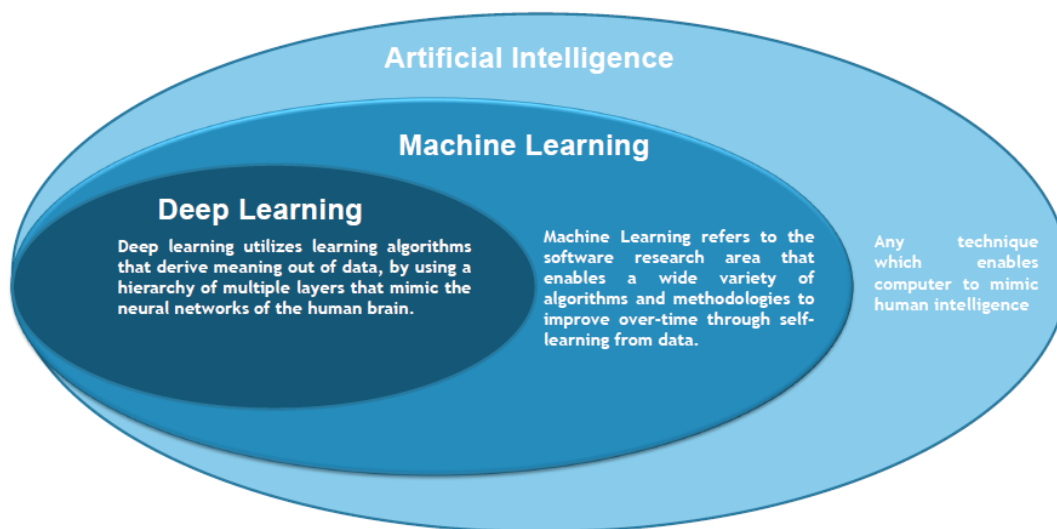 Artificial Intelligence
Machine Learning
Deep Learning
Deep learning utilizes learning algorithms
that derive meaning out of data, by using a
hierarchy of multiple layers that mimic the
neural networks of the human brain.
Machine Learning refers to the
software research area that
enables a wide variety of
algorithms and methodologies to
improve over-time through self-
learning from data.
Any technique
which enables
computer to mimic
human intelligence